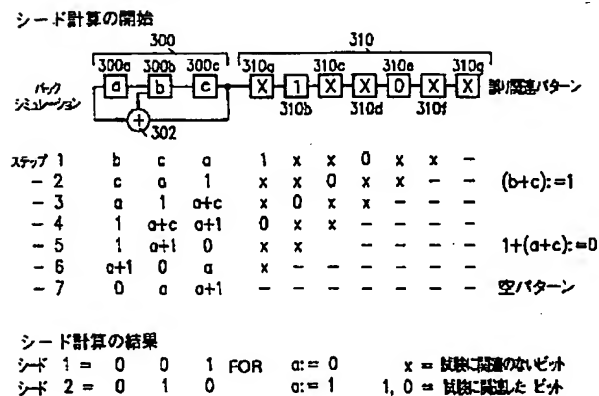 シード計算の開始
300 310
300a 300b 300c 310a 310c 310e 310g
バック
シミュレーション
a b c X 1 X X 0 X X 誤り関連パターン
+ 302 310b 310d 310f
ステップ 1 b c a 1 x x 0 x x -
- 2 c a 1 x x 0 x x - - (b+c):=1
- 3 a 1 a+c x 0 x x - - -
- 4 1 a+c a+1 0 x x - - - -
- 5 1 a+1 0 x x - - - - - 1+(a+c):=0
- 6 a+1 0 a x - - - - - -
- 7 0 a a+1 - - - - - - - 空パターン
シード計算の結果
シード 1 = 0 0 1 FOR a:= 0 x = 試験に関連のないビット
シード 2 = 0 1 0 a:= 1 1, 0 = 試験に関連した ビット